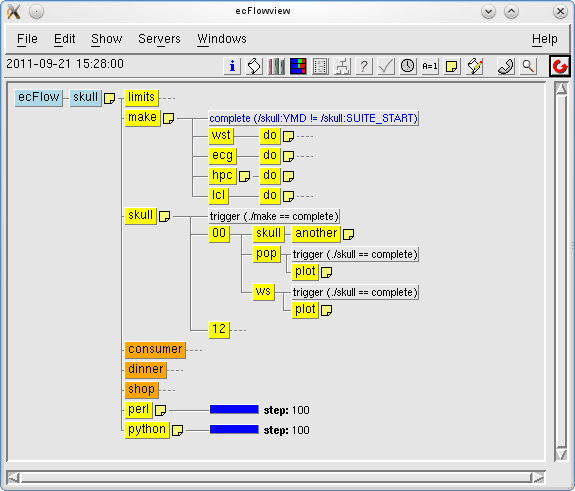 ecFlowview
File Edit Show Servers Windows Help
2011-09-21 15:28:00 i ? A=1
ecFlow skull limits
make complete (/skull:YMD != /skull:SUITE_START)
wst do
ecg do
hpc do
lcl do
skull trigger (./make == complete)
00 skull another
pop trigger (./skull == complete)
plot
ws trigger (./skull == complete)
plot
12
consumer
dinner
shop
perl step: 100
python step: 100